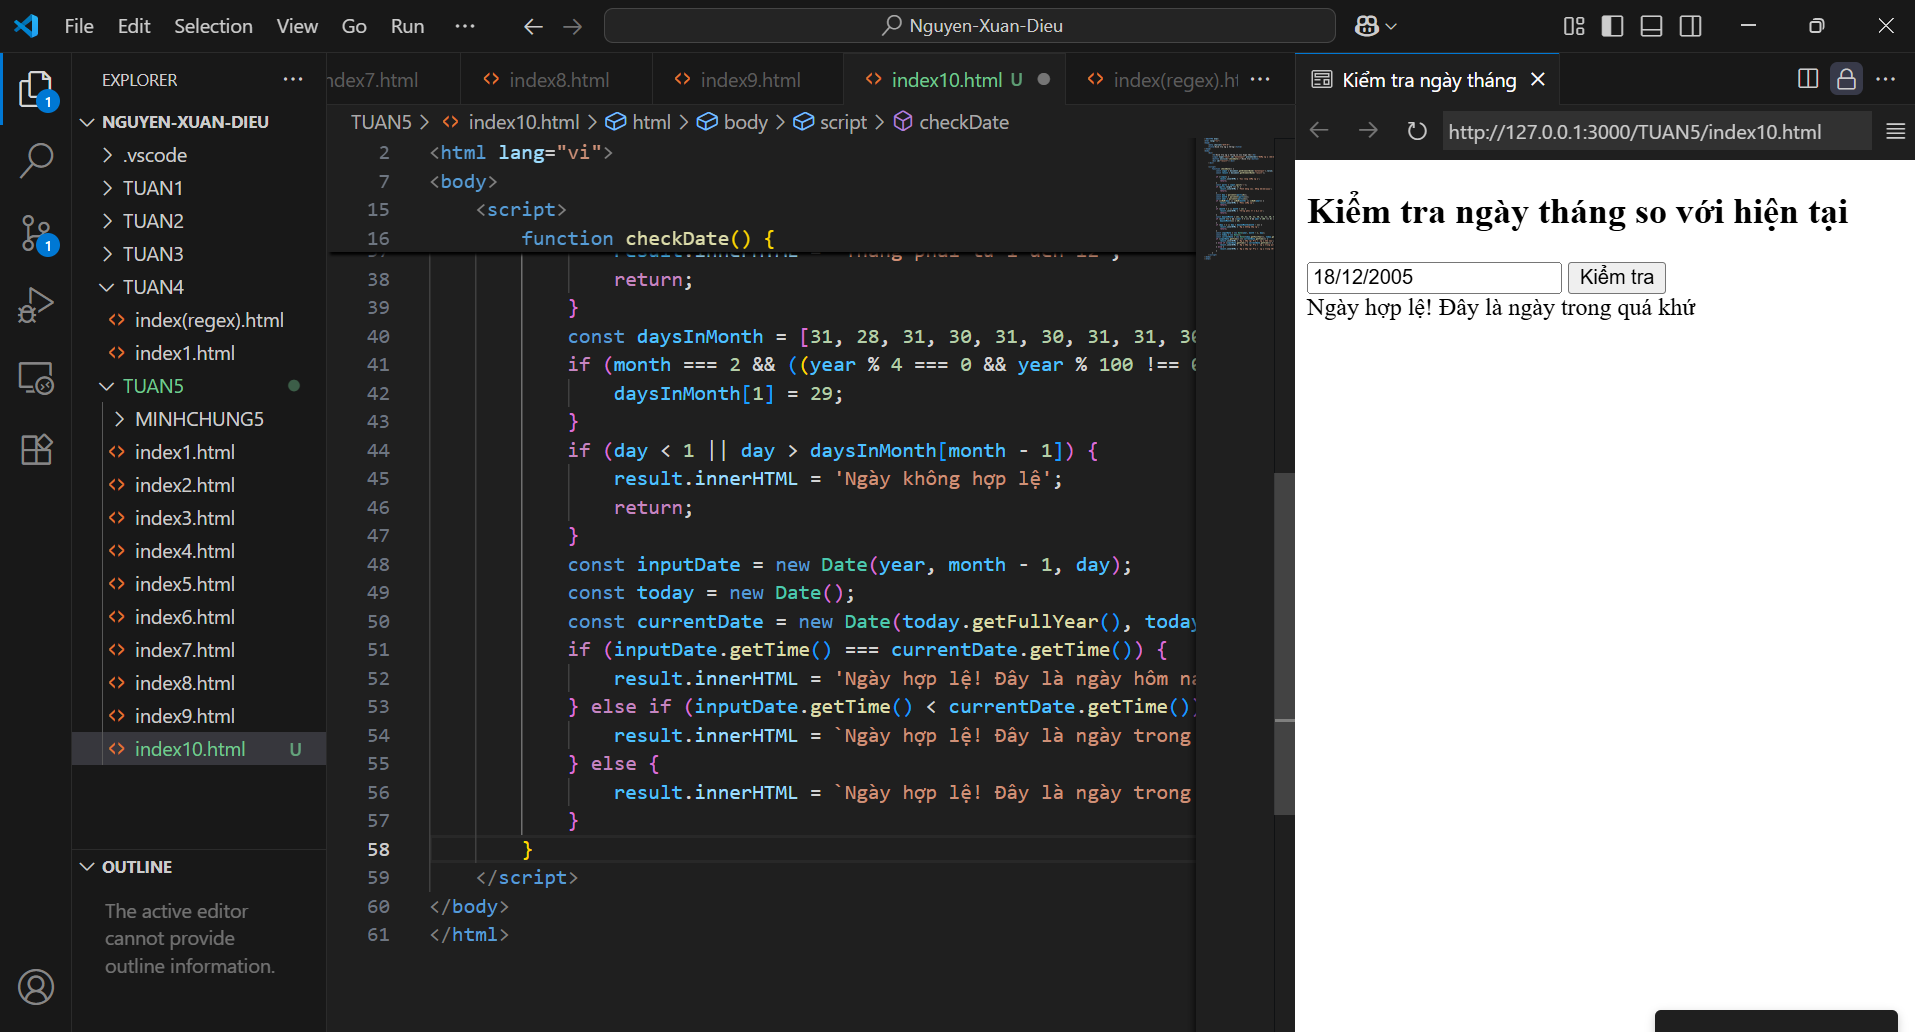 File Edit Selection View Go Run ···
Nguyen-Xuan-Dieu
EXPLORER ···
1
NGUYEN-XUAN-DIEU
.vscode
TUAN1
TUAN2
1
TUAN3
TUAN4
index(regex).html
index1.html
TUAN5
MINHCHUNG5
index1.html
index2.html
index3.html
index4.html
index5.html
index6.html
index7.html
index8.html
index9.html
index10.html U
OUTLINE
The active editor
cannot provide
outline information.
ndex7.html index8.html index9.html index10.html U index(regex).ht ···
TUAN5 > index10.html > html > body > script > checkDate
2 <html lang="vi">
7 <body>
15 <script>
16 function checkDate() {
38 return;
39 }
40 const daysInMonth = [31, 28, 31, 30, 31, 30, 31, 31, 30
41 if (month === 2 && ((year % 4 === 0 && year % 100 !== 0
42 daysInMonth[1] = 29;
43 }
44 if (day < 1 || day > daysInMonth[month - 1]) {
45 result.innerHTML = 'Ngày không hợp lệ';
46 return;
47 }
48 const inputDate = new Date(year, month - 1, day);
49 const today = new Date();
50 const currentDate = new Date(today.getFullYear(), today
51 if (inputDate.getTime() === currentDate.getTime()) {
52 result.innerHTML = 'Ngày hợp lệ! Đây là ngày hôm na
53 } else if (inputDate.getTime() < currentDate.getTime())
54 result.innerHTML = `Ngày hợp lệ! Đây là ngày trong
55 } else {
56 result.innerHTML = `Ngày hợp lệ! Đây là ngày trong
57 }
58 }
59 </script>
60 </body>
61 </html>
Kiểm tra ngày tháng
http://127.0.0.1:3000/TUAN5/index10.html
Kiểm tra ngày tháng so với hiện tại
18/12/2005 Kiểm tra
Ngày hợp lệ! Đây là ngày trong quá khứ